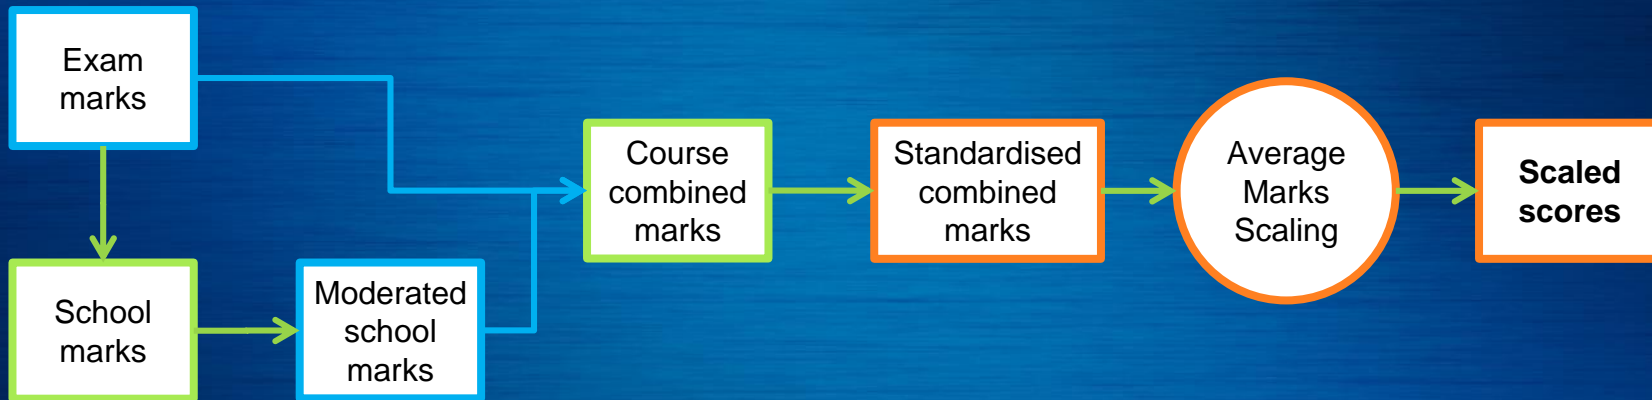 Exam
marks
School
marks
Moderated
school
marks
Course
combined
marks
Standardised
combined
marks
Average
Marks
Scaling
Scaled
scores